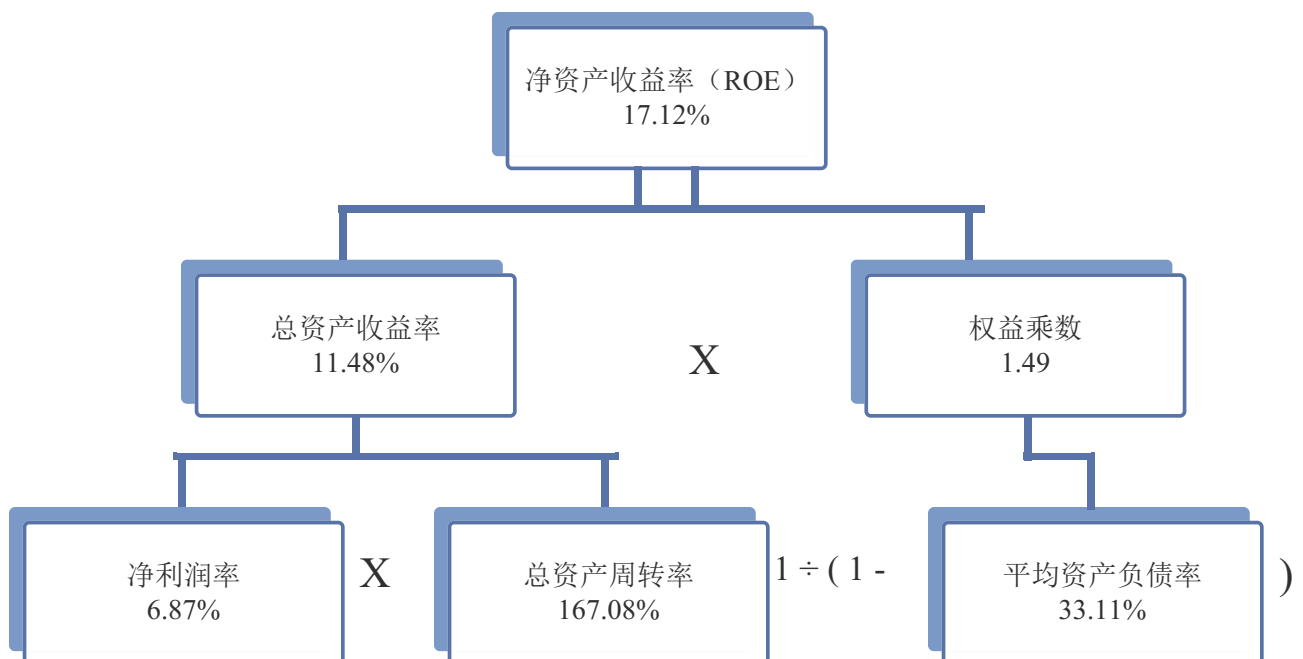 净资产收益率（ROE）
17.12%
总资产收益率
11.48%
X
权益乘数
1.49
净利润率
6.87%
X
总资产周转率
167.08%
1 ÷ ( 1 -
平均资产负债率
33.11%
)